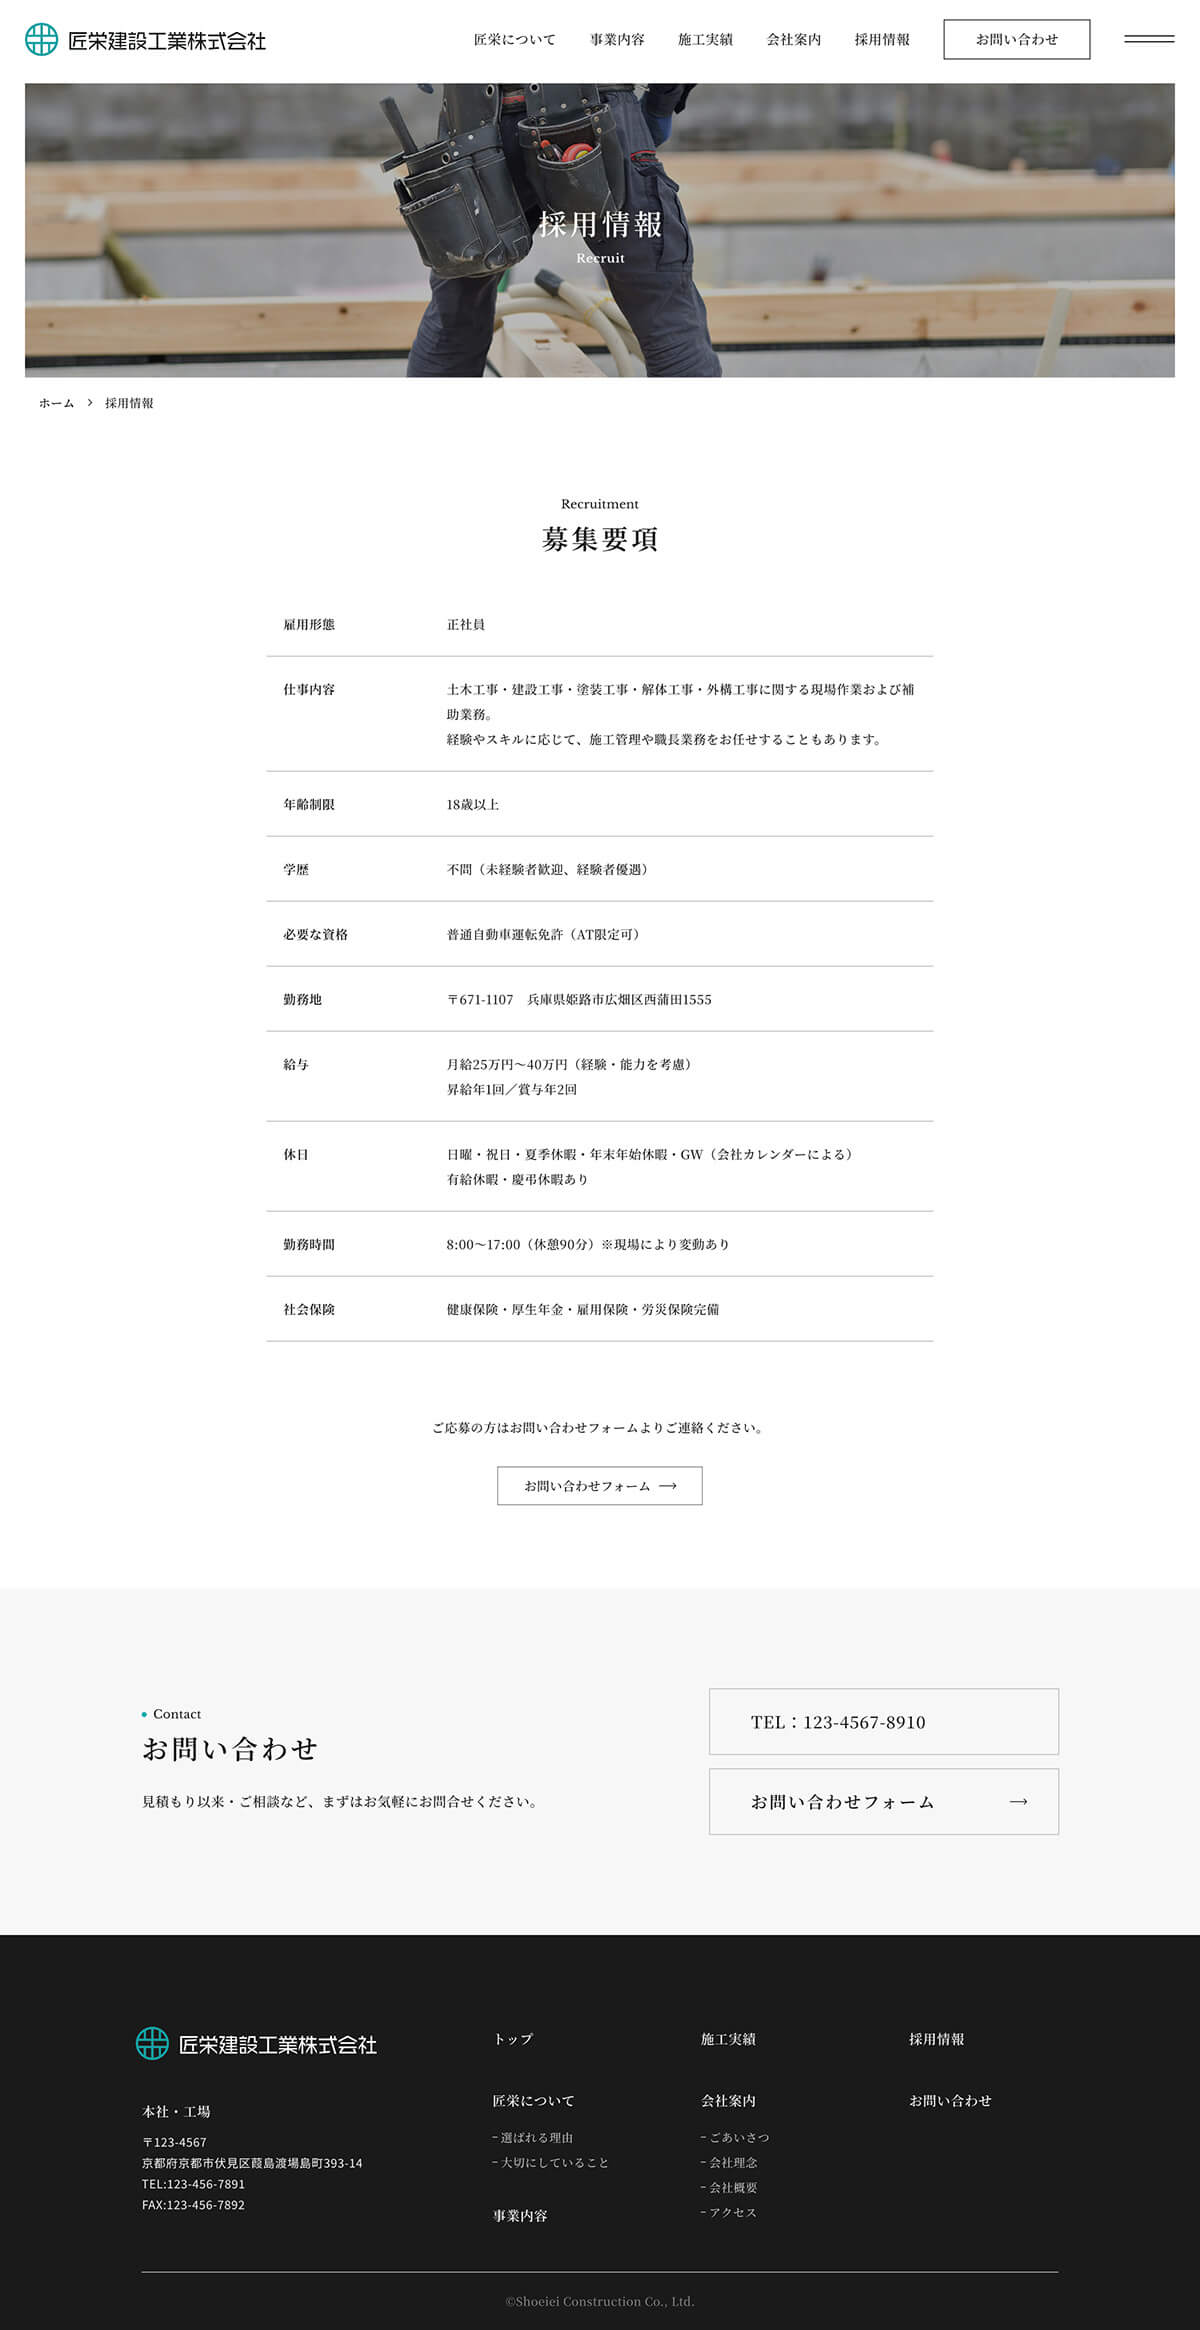 匠栄建設工業株式会社
匠栄について 事業内容 施工実績 会社案内 採用情報 お問い合わせ
採用情報
Recruit
ホーム > 採用情報
Recruitment
募集要項
雇用形態 正社員
仕事内容 土木工事・建設工事・塗装工事・解体工事・外構工事に関する現場作業および補
助業務。
経験やスキルに応じて、施工管理や職長業務をお任せすることもあります。
年齢制限 18歳以上
学歴 不問（未経験者歓迎、経験者優遇）
必要な資格 普通自動車運転免許（AT限定可）
勤務地 〒671-1107　兵庫県姫路市広畑区西蒲田1555
給与 月給25万円〜40万円（経験・能力を考慮）
昇給年1回／賞与年2回
休日 日曜・祝日・夏季休暇・年末年始休暇・GW（会社カレンダーによる）
有給休暇・慶弔休暇あり
勤務時間 8:00〜17:00（休憩90分）※現場により変動あり
社会保険 健康保険・厚生年金・雇用保険・労災保険完備
ご応募の方はお問い合わせフォームよりご連絡ください。
お問い合わせフォーム
Contact
お問い合わせ
見積もり以来・ご相談など、まずはお気軽にお問合せください。
TEL：123-4567-8910
お問い合わせフォーム
匠栄建設工業株式会社
本社・工場
〒123-4567
京都府京都市伏見区葭島渡場島町393-14
TEL:123-456-7891
FAX:123-456-7892
トップ
匠栄について
− 選ばれる理由
− 大切にしていること
事業内容
施工実績
会社案内
− ごあいさつ
− 会社理念
− 会社概要
− アクセス
採用情報
お問い合わせ
©Shoeiei Construction Co., Ltd.